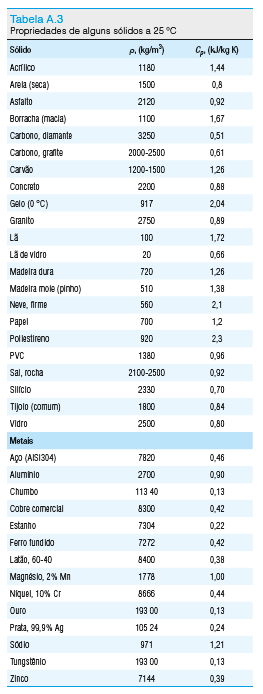 Tabela A.3
Propriedades de alguns sólidos a 25 ºC
Sólido ρ, (kg/m³) Cp, (kJ/kg K)
Acrílico 1180 1,44
Areia (seca) 1500 0,8
Asfalto 2120 0,92
Borracha (macia) 1100 1,67
Carbono, diamante 3250 0,51
Carbono, grafite 2000-2500 0,61
Carvão 1200-1500 1,26
Concreto 2200 0,88
Gelo (0 °C) 917 2,04
Granito 2750 0,89
Lã 100 1,72
Lã de vidro 20 0,66
Madeira dura 720 1,26
Madeira mole (pinho) 510 1,38
Neve, firme 560 2,1
Papel 700 1,2
Poliestireno 920 2,3
PVC 1380 0,96
Sal, rocha 2100-2500 0,92
Silício 2330 0,70
Tijolo (comum) 1800 0,84
Vidro 2500 0,80
Metais
Aço (AISI304) 7820 0,46
Alumínio 2700 0,90
Chumbo 113 40 0,13
Cobre comercial 8300 0,42
Estanho 7304 0,22
Ferro fundido 7272 0,42
Latão, 60-40 8400 0,38
Magnésio, 2% Mn 1778 1,00
Níquel, 10% Cr 8666 0,44
Ouro 193 00 0,13
Prata, 99,9% Ag 105 24 0,24
Sódio 971 1,21
Tungstênio 193 00 0,13
Zinco 7144 0,39